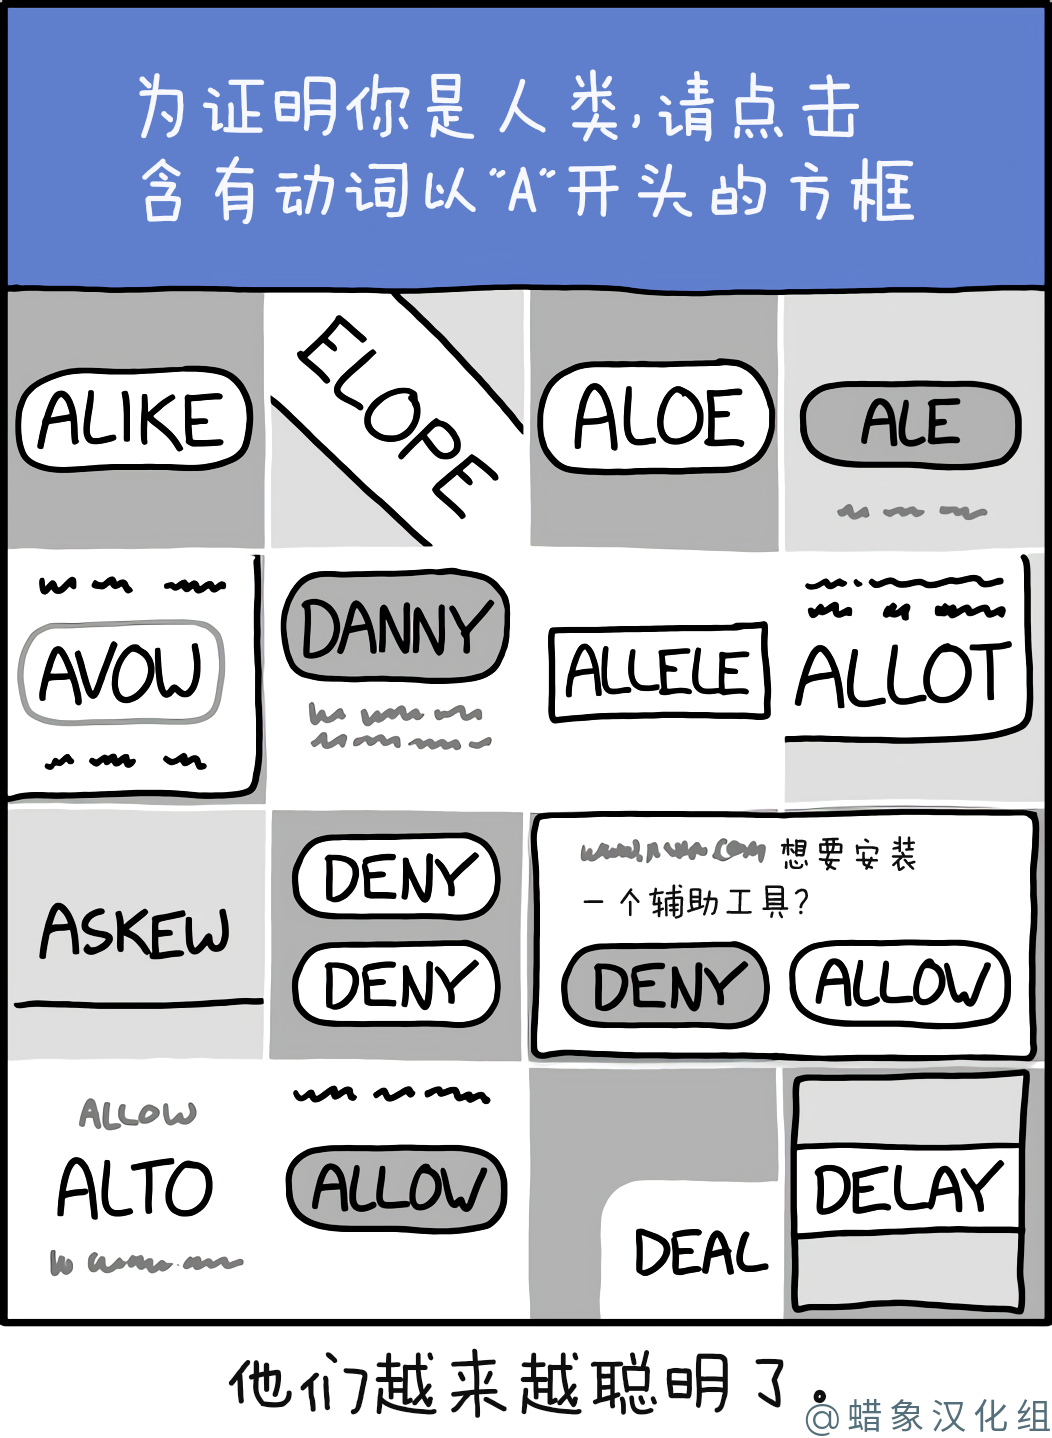 为证明你是人类，请点击
含有动词以"A"开头的方框
ALIKE
ELOPE
ALOE
ALE
AVOW
DANNY
ALLELE
ALLOT
ASKEW
DENY
DENY
想要安装
一个辅助工具?
DENY
ALLOW
ALLOW
ALTO
ALLOW
DEAL
DELAY
他们越来越聪明了。
@蜡象汉化组